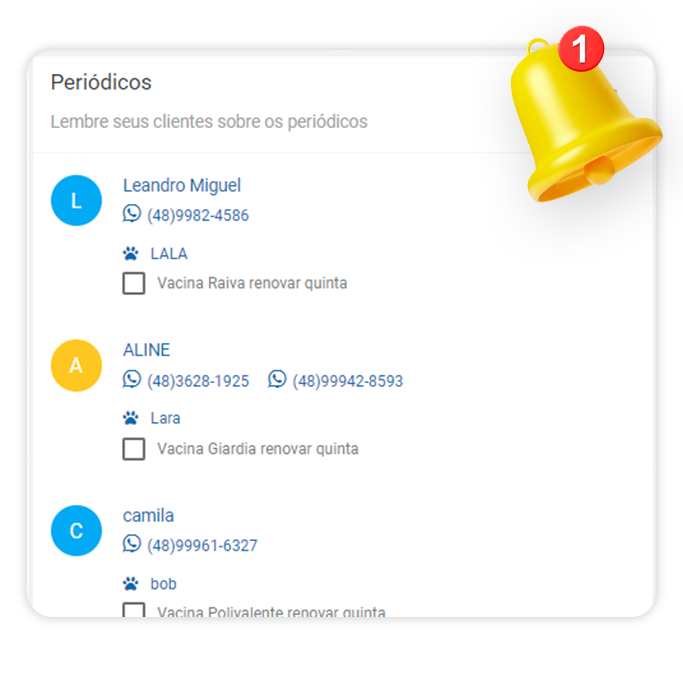 1
Periódicos
Lembre seus clientes sobre os periódicos
L
Leandro Miguel
(48)9982-4586
LALA
Vacina Raiva renovar quinta
A
ALINE
(48)3628-1925 (48)99942-8593
Lara
Vacina Giardia renovar quinta
C
camila
(48)99961-6327
bob
Vacina Polivalente renovar quinta